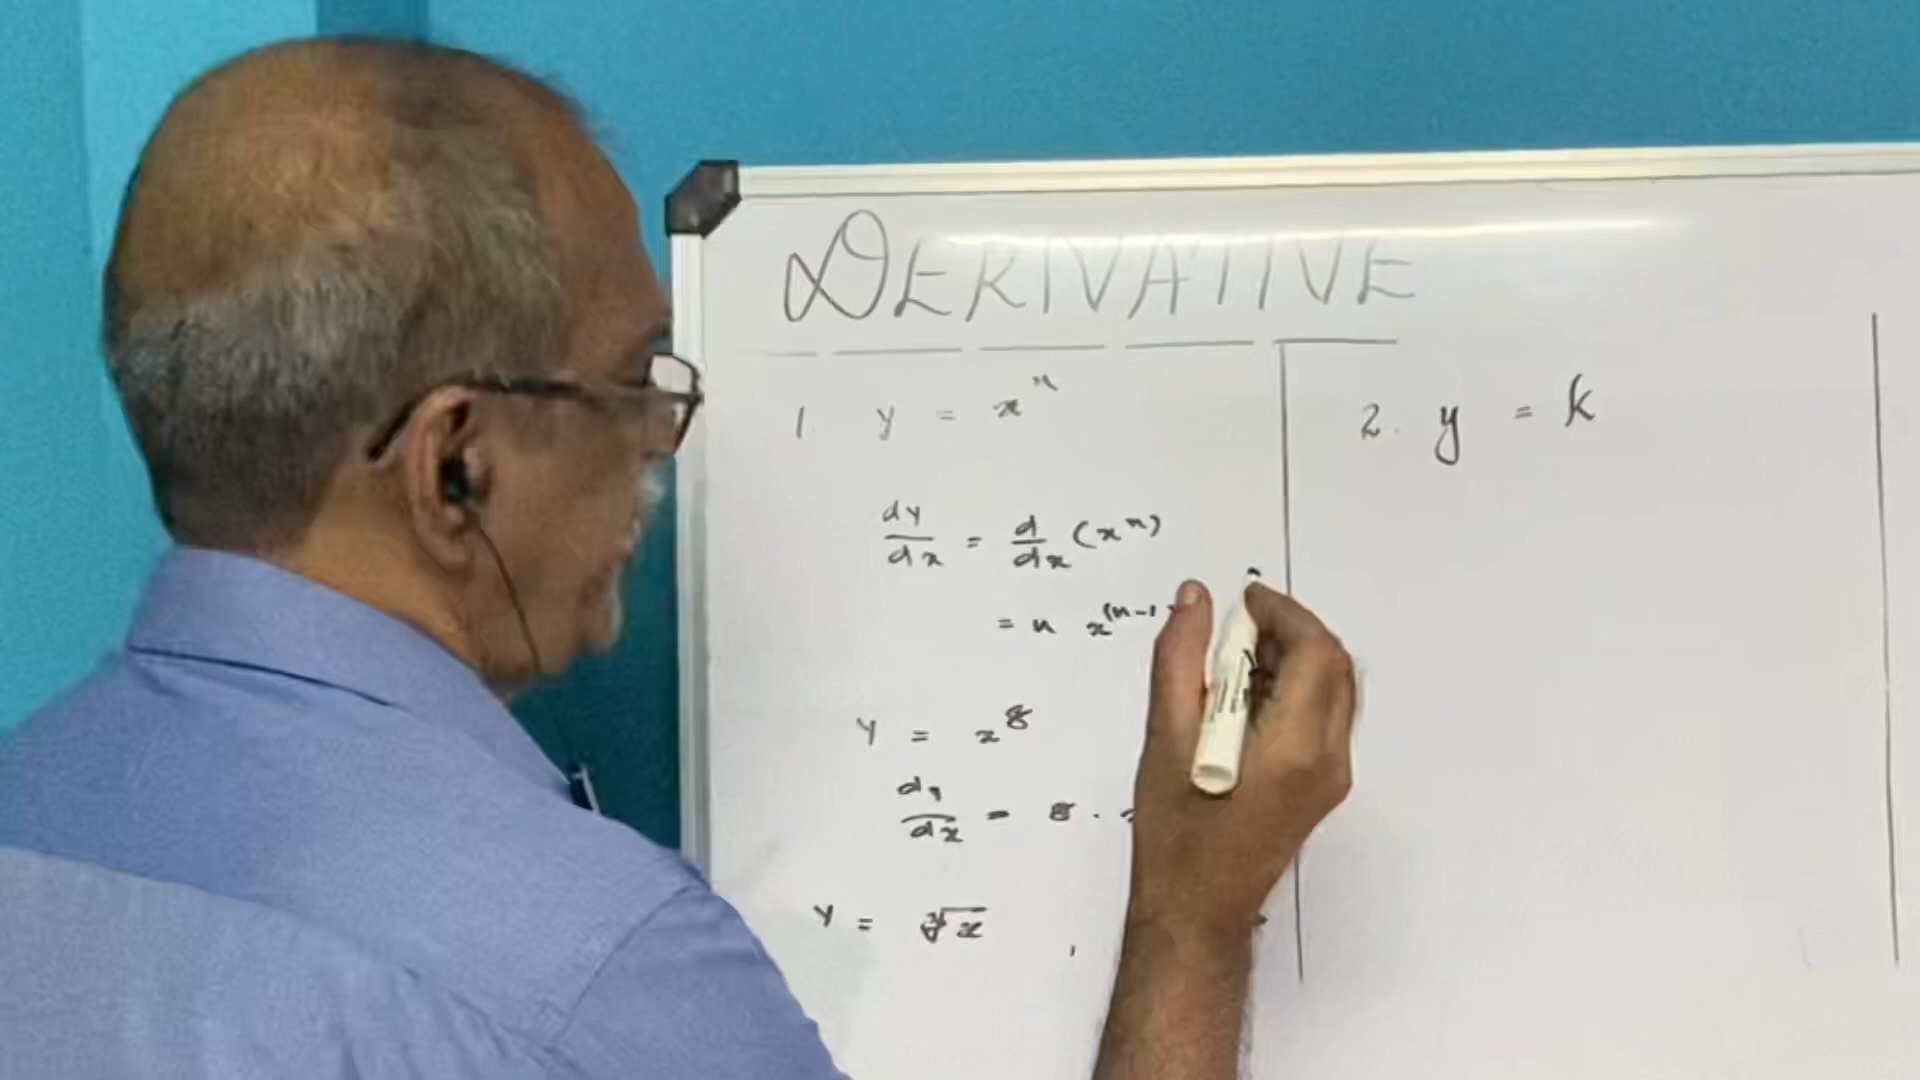 DERIVATIVE
1. y = x^n
dy/dx = d/dx (x^n)
= n x^(n-1
y = x^8
dy/dx = 8 .
y = ∛x ,
2. y = k